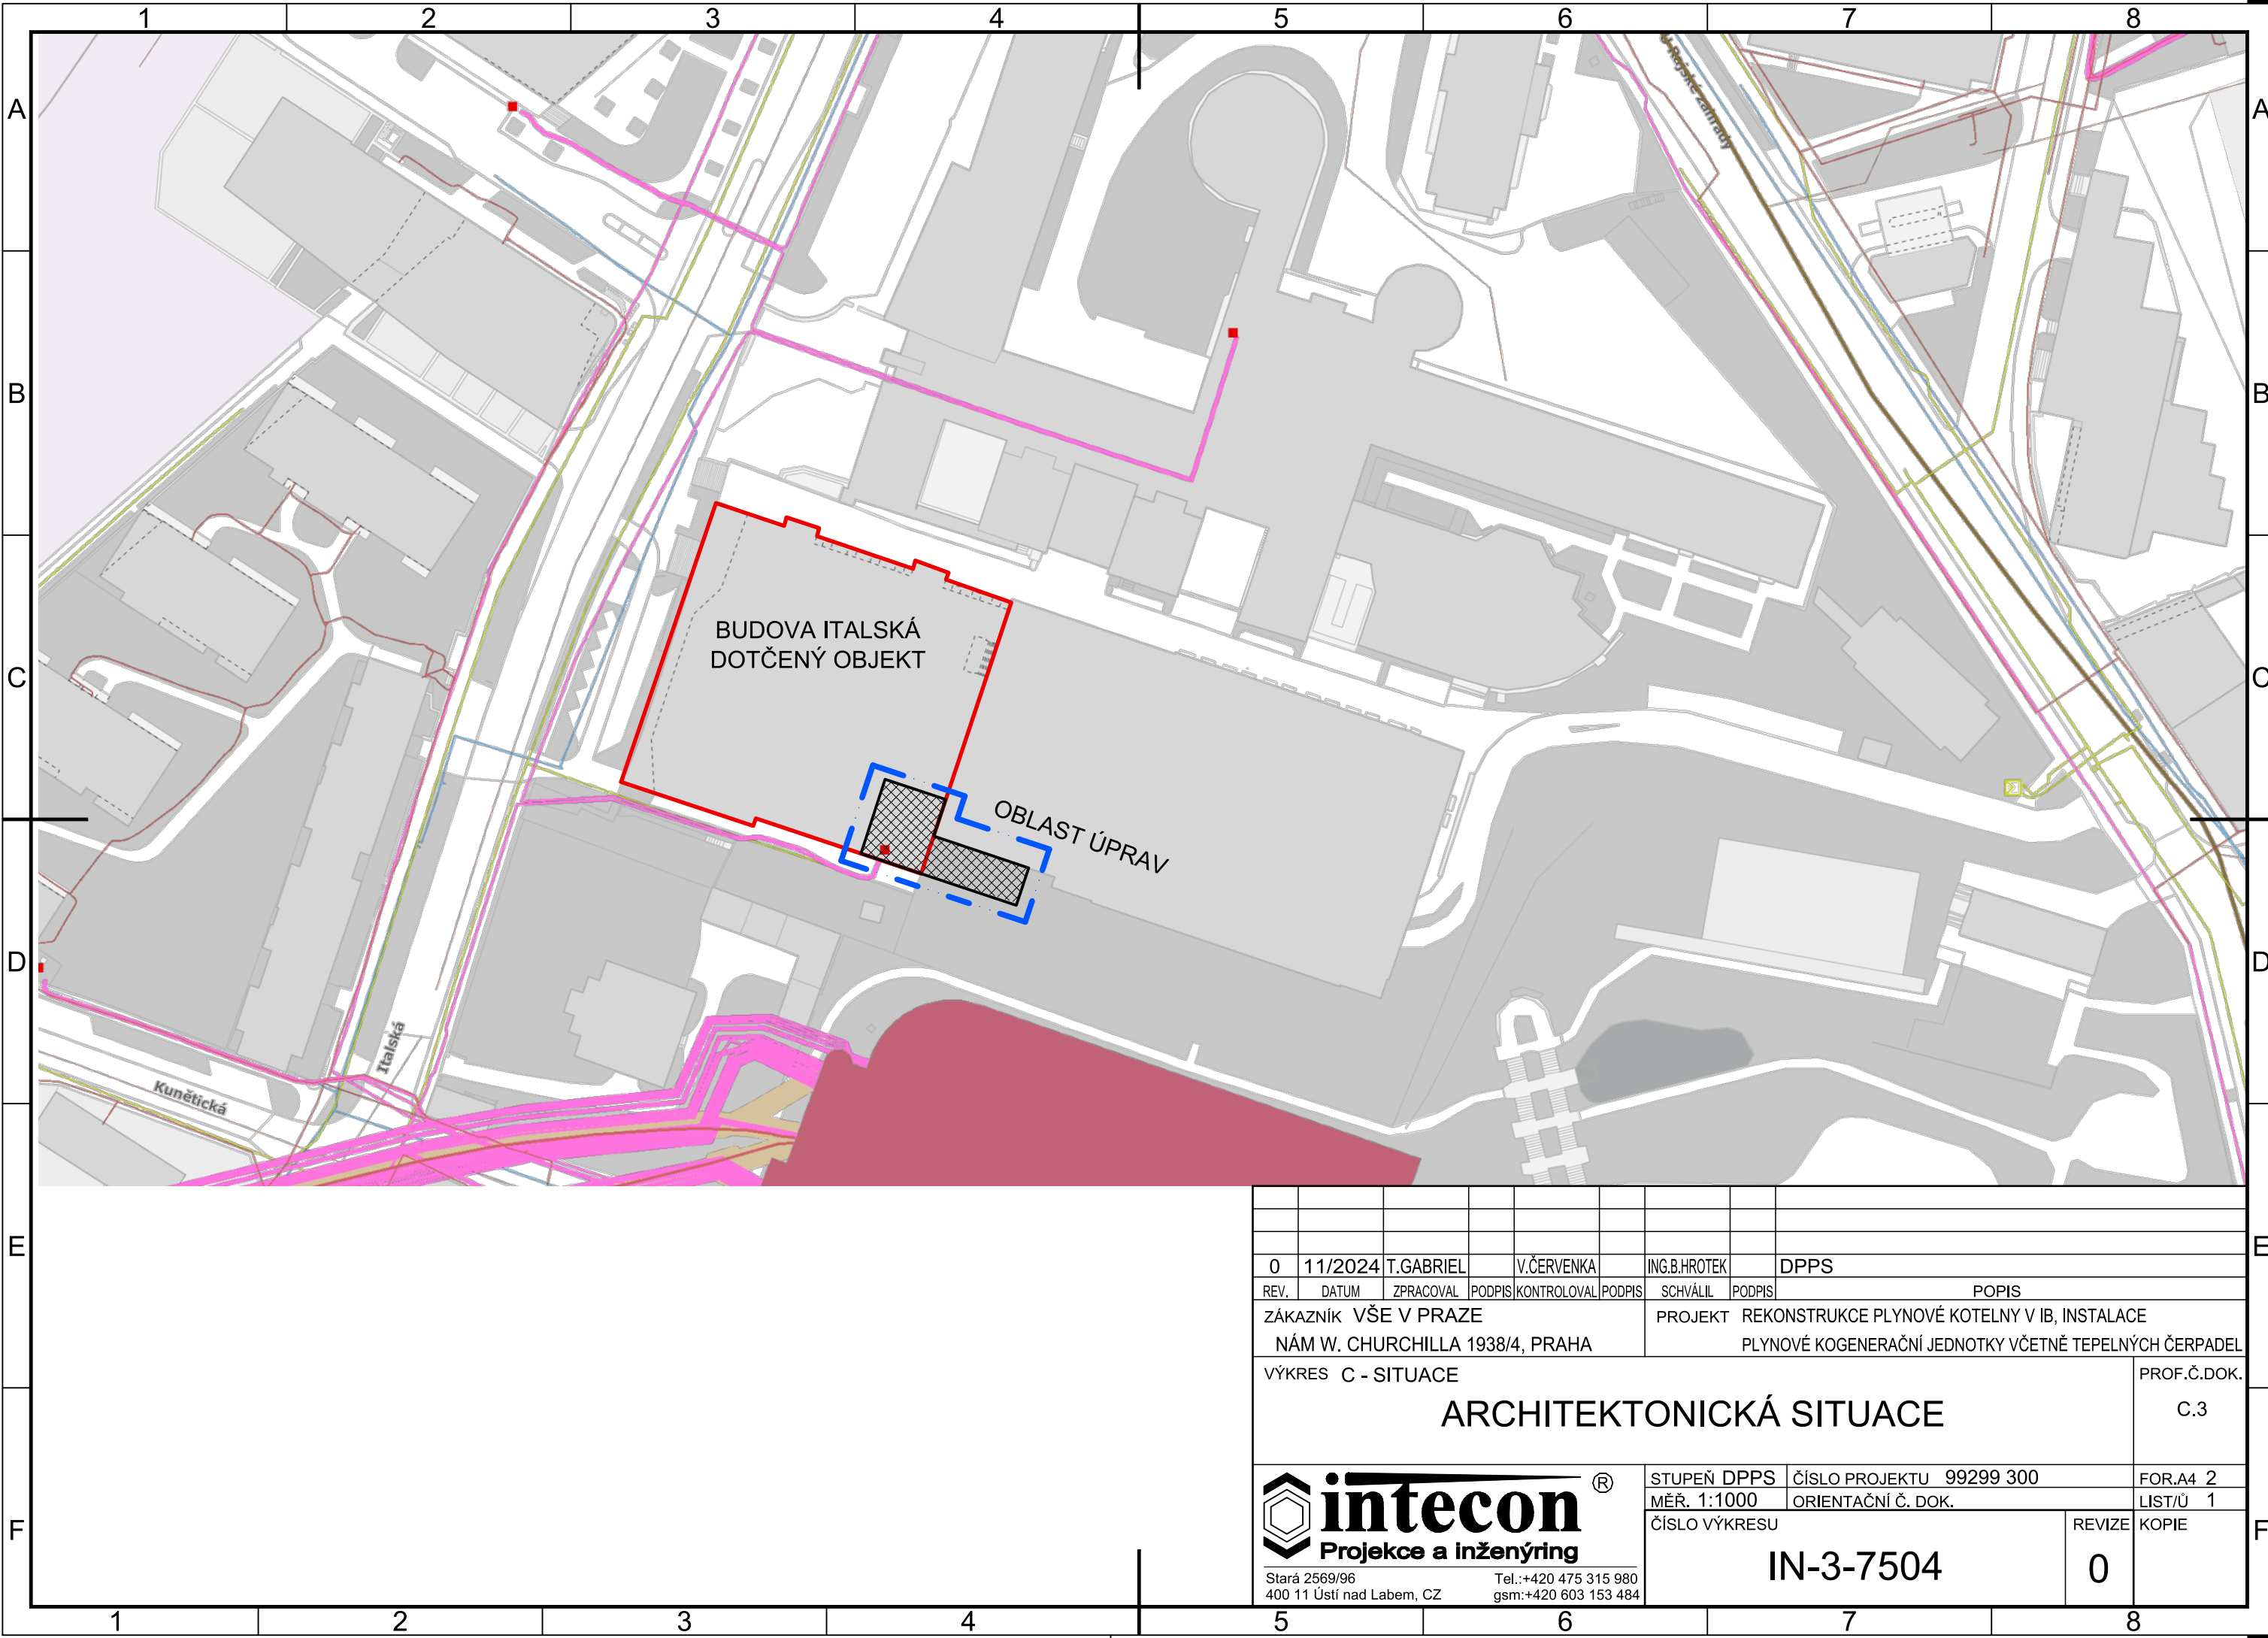 1 2 3 4 5 6 7 8
A A
U Rajské zahrady
B B
BUDOVA ITALSKÁ
DOTČENÝ OBJEKT
C C
OBLAST ÚPRAV
D D
Italská
Kunětická
E E
0 11/2024 T.GABRIEL V.ČERVENKA ING.B.HROTEK DPPS
REV. DATUM ZPRACOVAL PODPIS KONTROLOVAL PODPIS SCHVÁLIL PODPIS POPIS
ZÁKAZNÍK VŠE V PRAZE
NÁM W. CHURCHILLA 1938/4, PRAHA
PROJEKT REKONSTRUKCE PLYNOVÉ KOTELNY V IB, INSTALACE
PLYNOVÉ KOGENERAČNÍ JEDNOTKY VČETNĚ TEPELNÝCH ČERPADEL
VÝKRES C - SITUACE
ARCHITEKTONICKÁ SITUACE
PROF.Č.DOK.
C.3
intecon ®
Projekce a inženýring
Stará 2569/96 Tel.:+420 475 315 980
400 11 Ústí nad Labem, CZ gsm:+420 603 153 484
STUPEŇ DPPS ČÍSLO PROJEKTU 99299 300 FOR.A4 2
MĚŘ. 1:1000 ORIENTAČNÍ Č. DOK. LIST/Ů 1
ČÍSLO VÝKRESU REVIZE KOPIE
IN-3-7504 0
F F
1 2 3 4 5 6 7 8